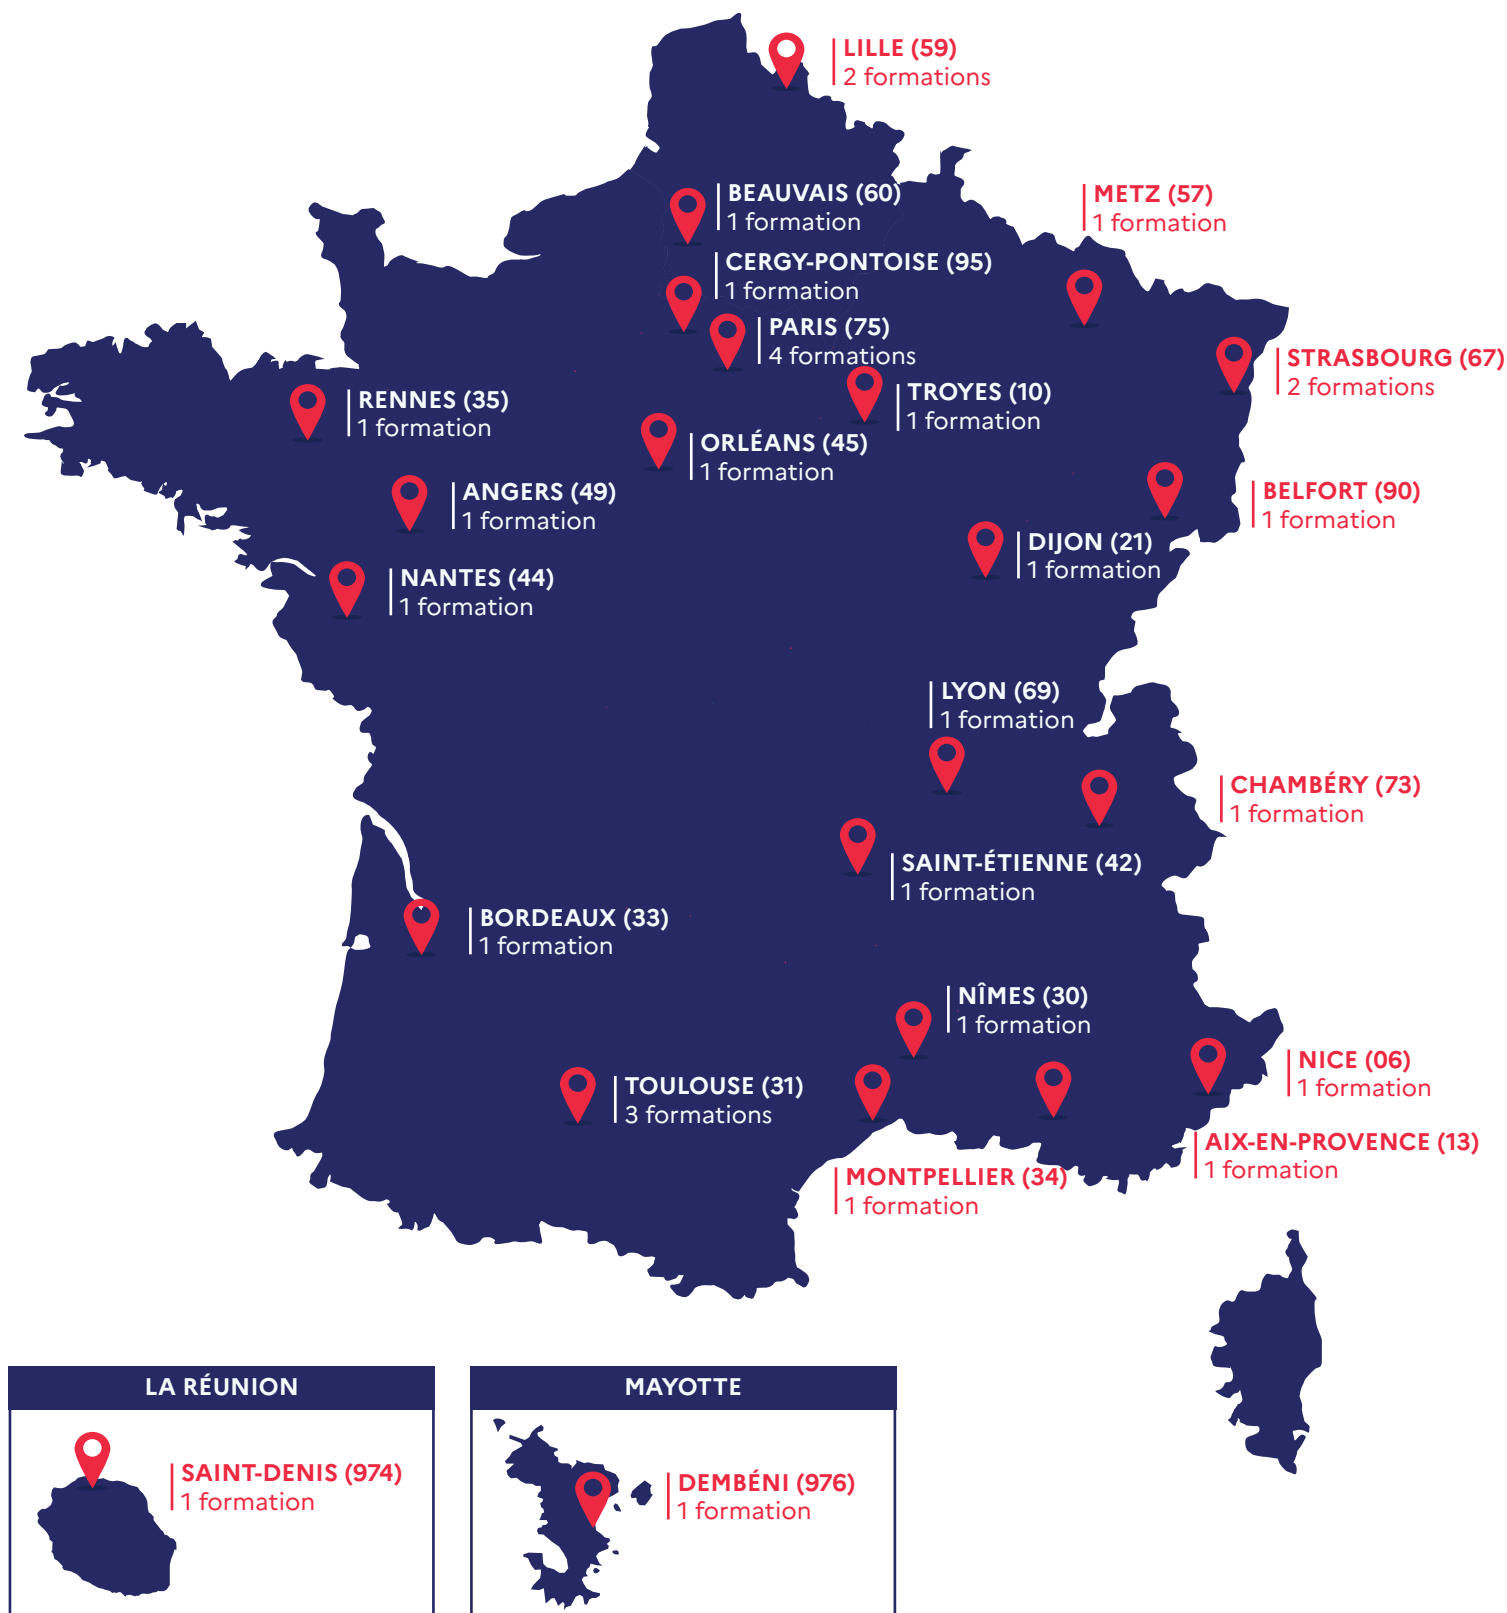 LILLE (59)
2 formations
BEAUVAIS (60)
1 formation
METZ (57)
1 formation
CERGY-PONTOISE (95)
1 formation
PARIS (75)
4 formations
STRASBOURG (67)
2 formations
RENNES (35)
1 formation
TROYES (10)
1 formation
ORLÉANS (45)
1 formation
ANGERS (49)
1 formation
BELFORT (90)
1 formation
DIJON (21)
1 formation
NANTES (44)
1 formation
LYON (69)
1 formation
CHAMBÉRY (73)
1 formation
SAINT-ÉTIENNE (42)
1 formation
BORDEAUX (33)
1 formation
NÎMES (30)
1 formation
NICE (06)
1 formation
TOULOUSE (31)
3 formations
AIX-EN-PROVENCE (13)
1 formation
MONTPELLIER (34)
1 formation
LA RÉUNION
SAINT-DENIS (974)
1 formation
MAYOTTE
DEMBÉNI (976)
1 formation